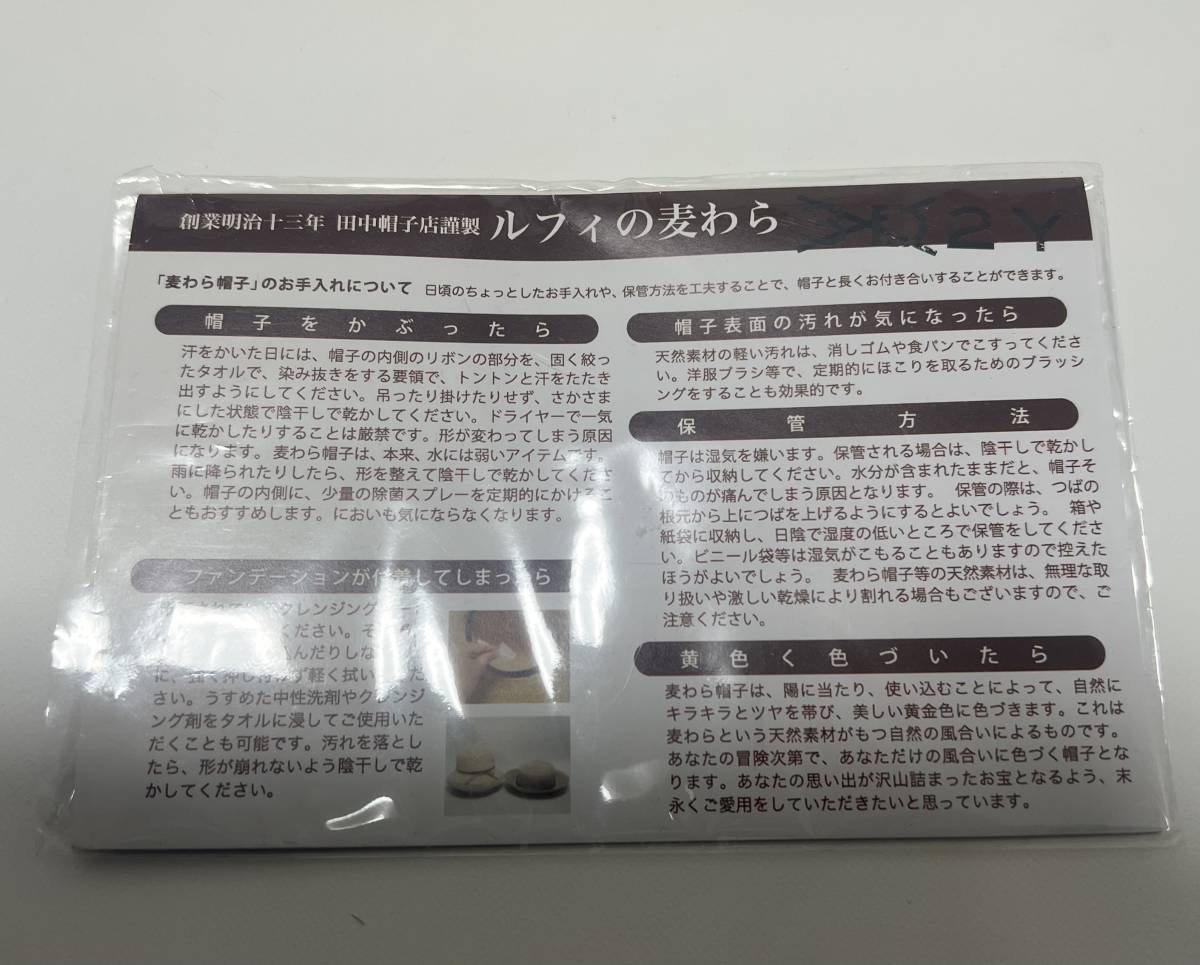 創業明治十三年 田中帽子店謹製 ルフィの麦わら
「麦わら帽子」のお手入れについて 日頃のちょっとしたお手入れや、保管方法を工夫することで、帽子と長くお付き合いすることができます。
帽子をかぶったら
汗をかいた日には、帽子の内側のリボンの部分を、固く絞っ
たタオルで、染み抜きをする要領で、トントンと汗をたたき
出すようにしてください。吊ったり掛けたりせず、さかさま
にした状態で陰干しで乾かしてください。ドライヤーで一気
に乾かしたりすることは厳禁です。形が変わってしまう原因
になります。麦わら帽子は、本来、水には弱いアイテムです。
雨に降られたりしたら、形を整えて陰干しで乾かしてくださ
い。帽子の内側に、少量の除菌スプレーを定期的にかけるこ
ともおすすめします。においも気にならなくなります。
ファンデーションが付着してしまったら
クレンジング
ください。そ
んだりしな
に、強く押し付けず軽く拭い
さい。うすめた中性洗剤やクレンジ
ング剤をタオルに浸してご使用いた
だくことも可能です。汚れを落とし
たら、形が崩れないよう陰干しで乾
かしてください。
帽子表面の汚れが気になったら
天然素材の軽い汚れは、消しゴムや食パンでこすってくださ
い。洋服ブラシ等で、定期的にほこりを取るためのブラッシ
ングをすることも効果的です。
保管方法
帽子は湿気を嫌います。保管される場合は、陰干しで乾かし
てから収納してください。水分が含まれたままだと、帽子そ
のものが痛んでしまう原因となります。 保管の際は、つばの
根元から上につばを上げるようにするとよいでしょう。 箱や
紙袋に収納し、日陰で湿度の低いところで保管をしてくださ
い。ビニール袋等は湿気がこもることもありますので控えた
ほうがよいでしょう。 麦わら帽子等の天然素材は、無理な取
り扱いや激しい乾燥により割れる場合もございますので、ご
注意ください。
黄色く色づいたら
麦わら帽子は、陽に当たり、使い込むことによって、自然に
キラキラとツヤを帯び、美しい黄金色に色づきます。これは
麦わらという天然素材がもつ自然の風合いによるものです。
あなたの冒険次第で、あなただけの風合いに色づく帽子とな
ります。あなたの思い出が沢山詰まったお宝となるよう、末
永くご愛用をしていただきたいと思っています。